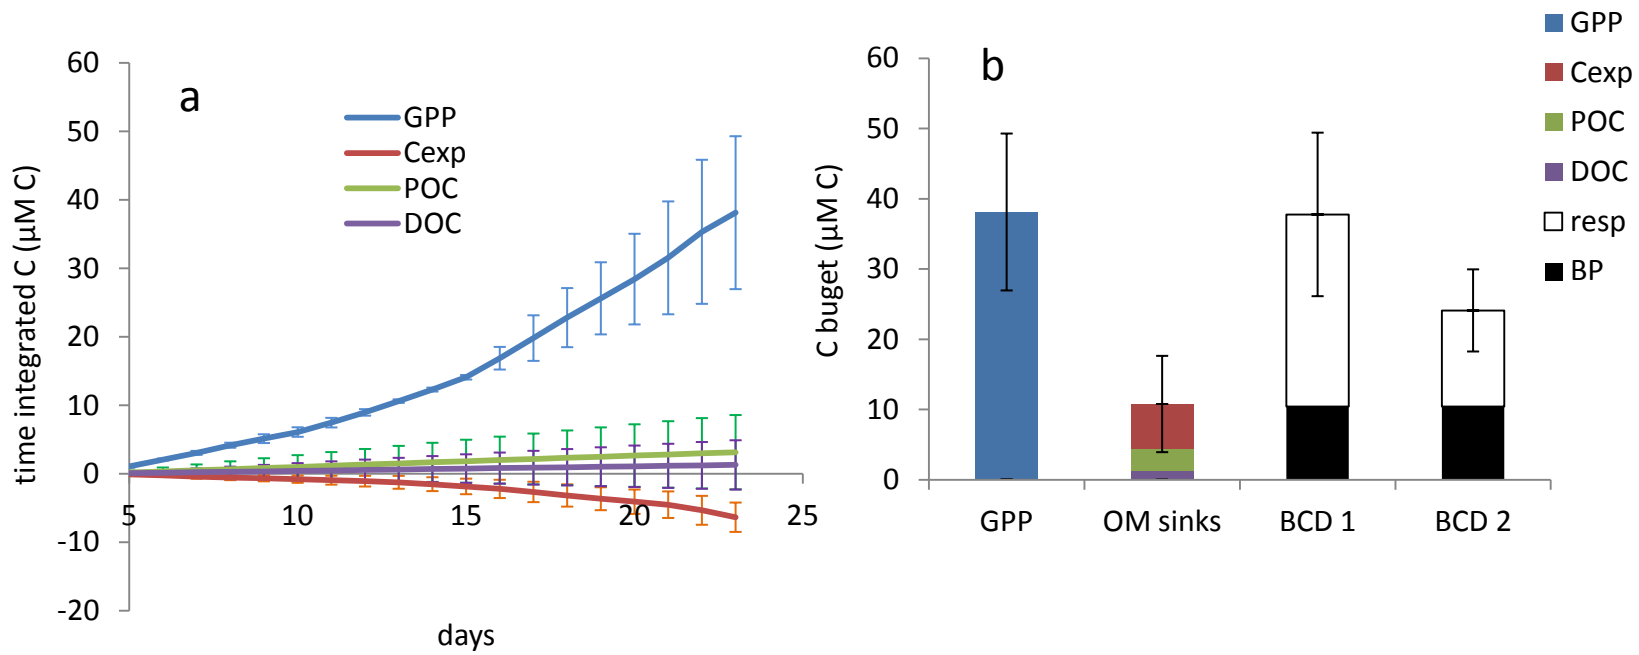 a
60
50
40
30
20
10
0
-10
-20
5
10
15
20
25
time integrated C (µM C)
days
GPP
Cexp
POC
DOC
b
60
50
40
30
20
10
0
C buget (µM C)
GPP
OM sinks
BCD 1
BCD 2
GPP
Cexp
POC
DOC
resp
BP